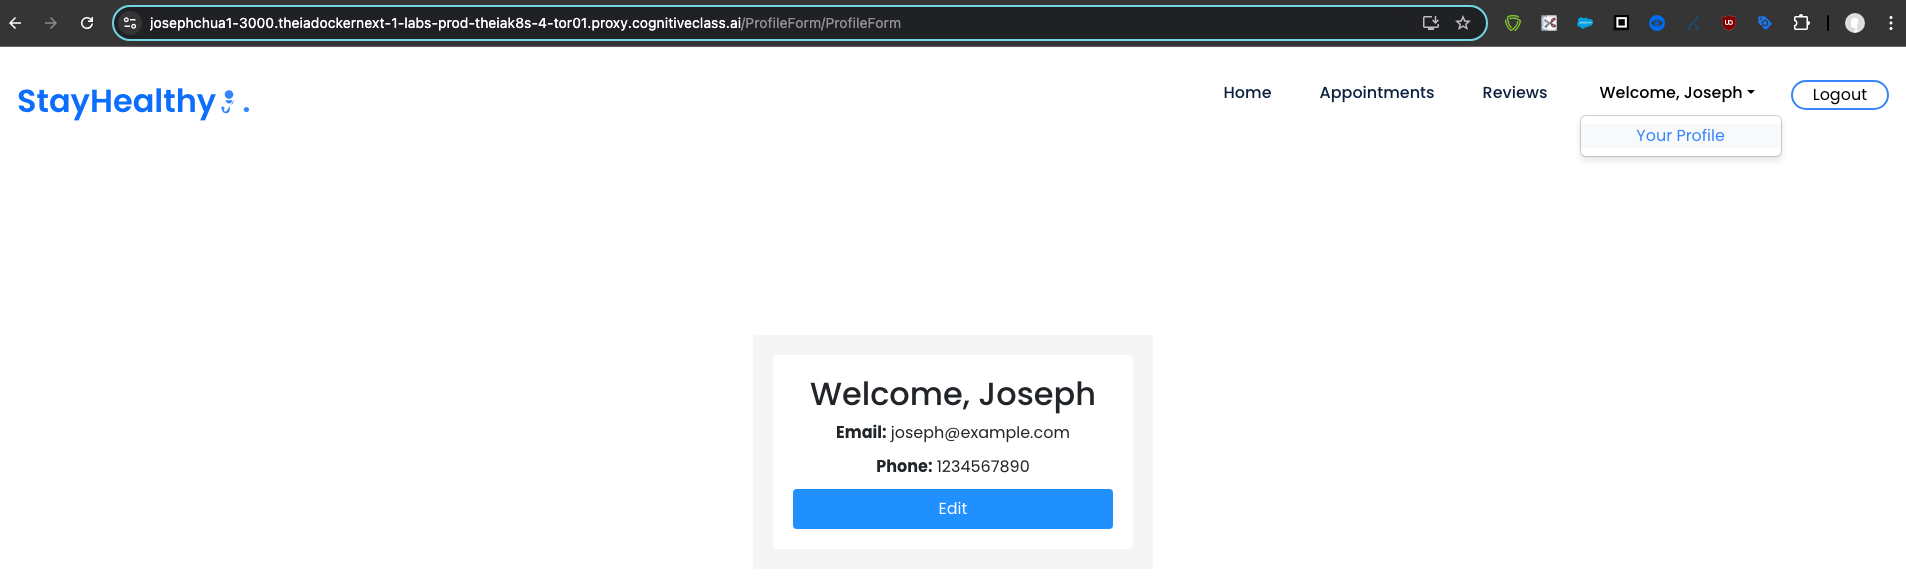 josephchua1-3000.theiadockernext-1-labs-prod-theiak8s-4-tor01.proxy.cognitiveclass.ai/ProfileForm/ProfileForm
StayHealthy.
Home Appointments Reviews Welcome, Joseph Logout
Your Profile
Welcome, Joseph
Email: joseph@example.com
Phone: 1234567890
Edit